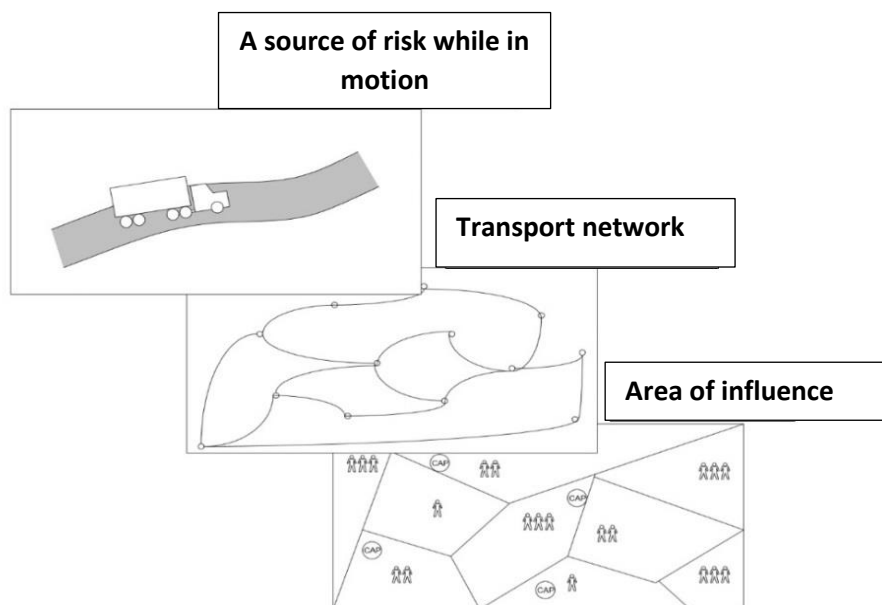 A source of risk while in
motion
Transport network
Area of influence
CAP
CAP
CAP
CAP